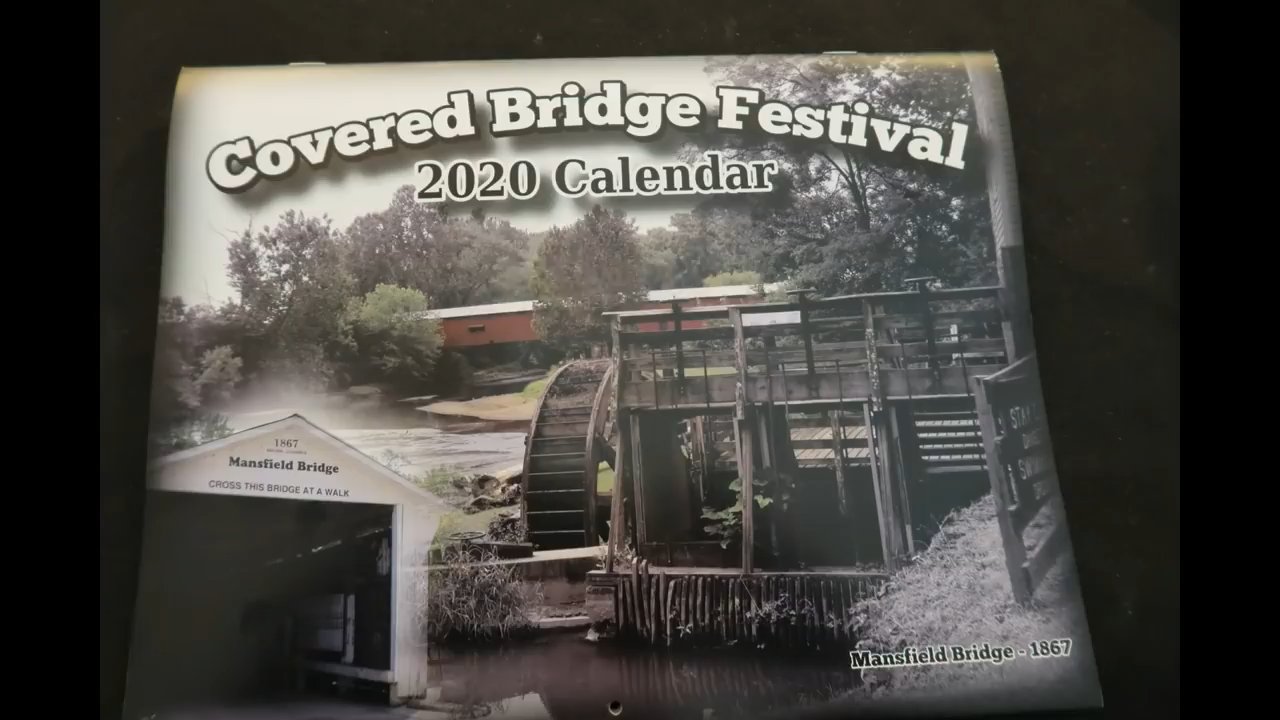 Covered Bridge Festival
2020 Calendar
1867
Mansfield Bridge
CROSS THIS BRIDGE AT A WALK
Mansfield Bridge - 1867